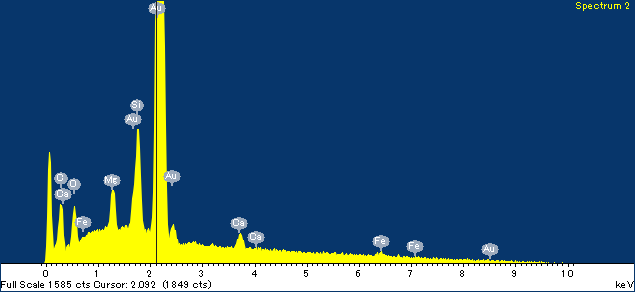 Spectrum 2
Au
Si
Au
C
Ca
O
Mg
Au
Fe
Ca
Ca
Fe
Fe
Au
0 1 2 3 4 5 6 7 8 9 10
Full Scale 1585 cts Cursor: 2.092 (1849 cts) keV